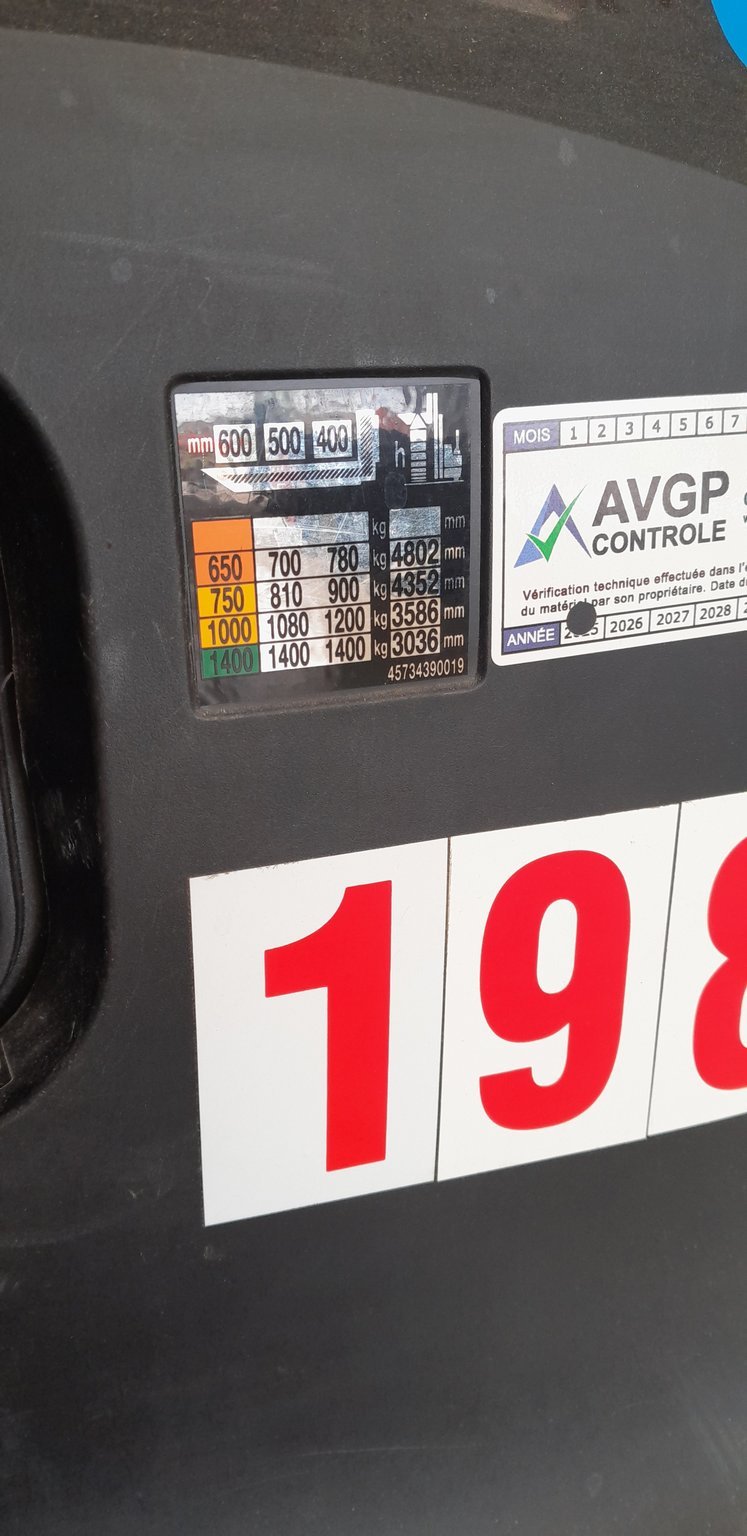 mm 600 500 400 h
kg mm
650 700 780 kg 4802 mm
750 810 900 kg 4352 mm
1000 1080 1200 kg 3586 mm
1400 1400 1400 kg 3036 mm
45734390019
MOIS 1 2 3 4 5 6 7
AVGP
CONTROLE
Vérification technique effectuée dans l'
du par son propriétaire. Date
ANNÉE 2026 2027 2028
198